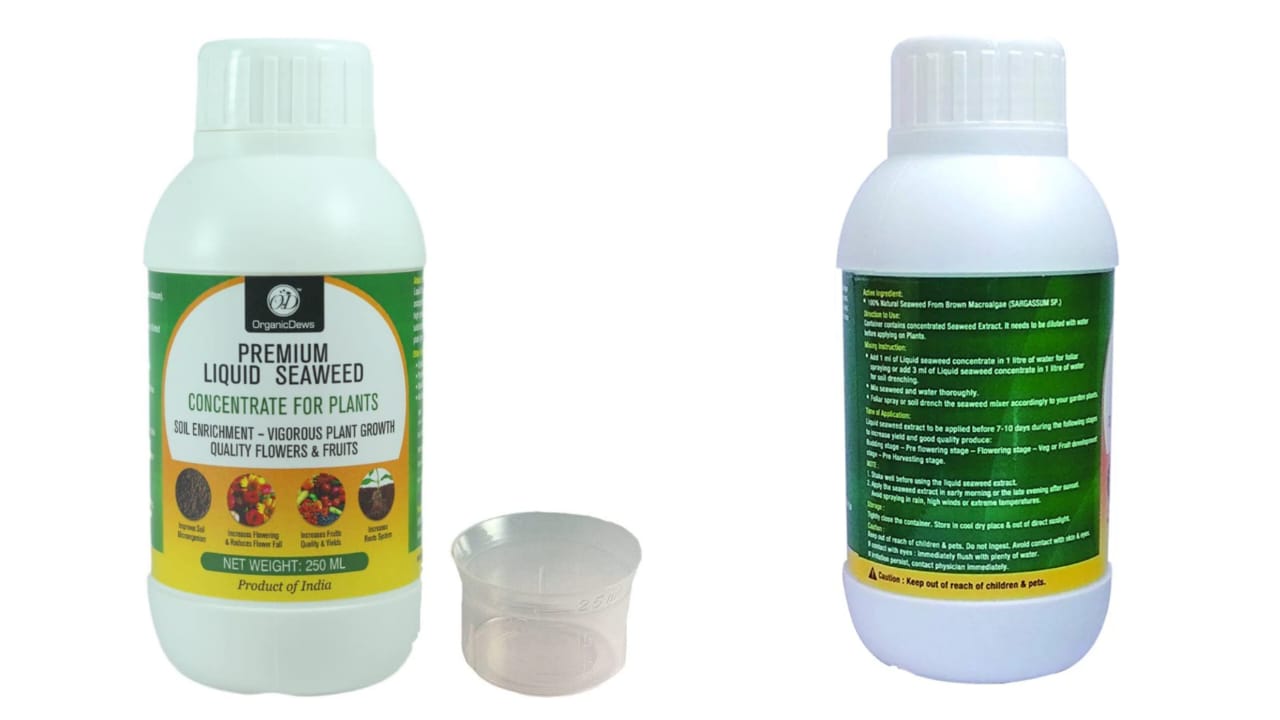 OD
™
OrganicDews
PREMIUM
LIQUID SEAWEED
CONCENTRATE FOR PLANTS
SOIL ENRICHMENT – VIGOROUS PLANT GROWTH
QUALITY FLOWERS & FRUITS
Improves Soil
Microorganism
Increases Flowering
& Reduces Flower Fall
Increases Fruits
Quality & Yields
Increases
Roots System
NET WEIGHT: 250 ML
Product of India
Active Ingredient:
* 100% Natural Seaweed From Brown Macroalgae (SARGASSUM SP.)
Direction to Use:
Container contains concentrated Seaweed Extract. It needs to be diluted with water
before applying on Plants.
Mixing Instruction:
* Add 1 ml of Liquid seaweed concentrate in 1 litre of water for foliar
spraying or add 3 ml of Liquid seaweed concentrate in 1 litre of water
for soil drenching.
* Mix seaweed and water thoroughly.
* Foliar spray or soil drench the seaweed mixer accordingly to your garden plants.
Time of Application:
Liquid seaweed extract to be applied before 7-10 days during the following stages
to increase yield and good quality produce:
Budding stage – Pre flowering stage – Flowering stage – Veg or Fruit development
stage – Pre Harvesting stage.
NOTE :
1. Shake well before using the liquid seaweed extract.
2. Apply the seaweed extract in early morning or the late evening after sunset.
Avoid spraying in rain, high winds or extreme temperatures.
Storage :
Tightly close the container. Store in cool dry place & out of direct sunlight.
Caution :
Keep out of reach of children & pets. Do not Ingest. Avoid contact with skin & eyes.
If contact with eyes : Immediately flush with plenty of water.
If irritation persist, contact physician immediately.
Caution : Keep out of reach of children & pets.